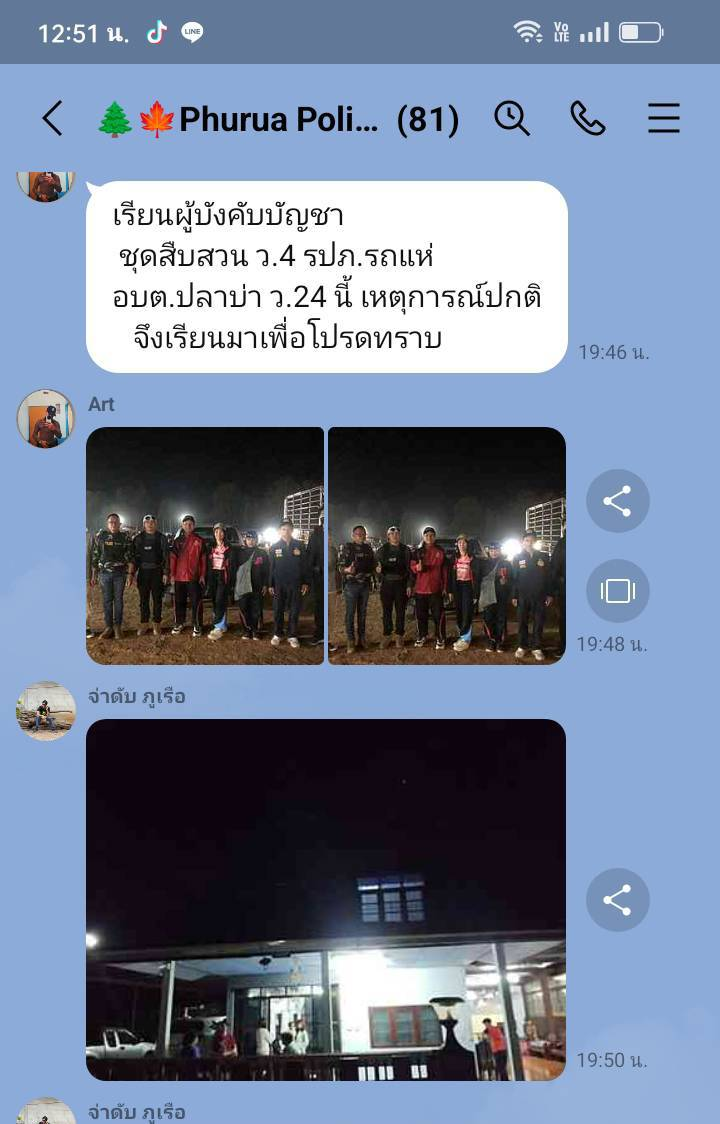 12:51 น. LINE Vo LTE
Phurua Poli... (81)
เรียนผู้บังคับบัญชา
ชุดสืบสวน ว.4 รปภ.รถแห่
อบต.ปลาบ่า ว.24 นี้ เหตุการณ์ปกติ
จึงเรียนมาเพื่อโปรดทราบ
19:46 น.
Art
19:48 น.
จ่าดับ ภูเรือ
19:50 น.
จ่าดับ ภูเรือ